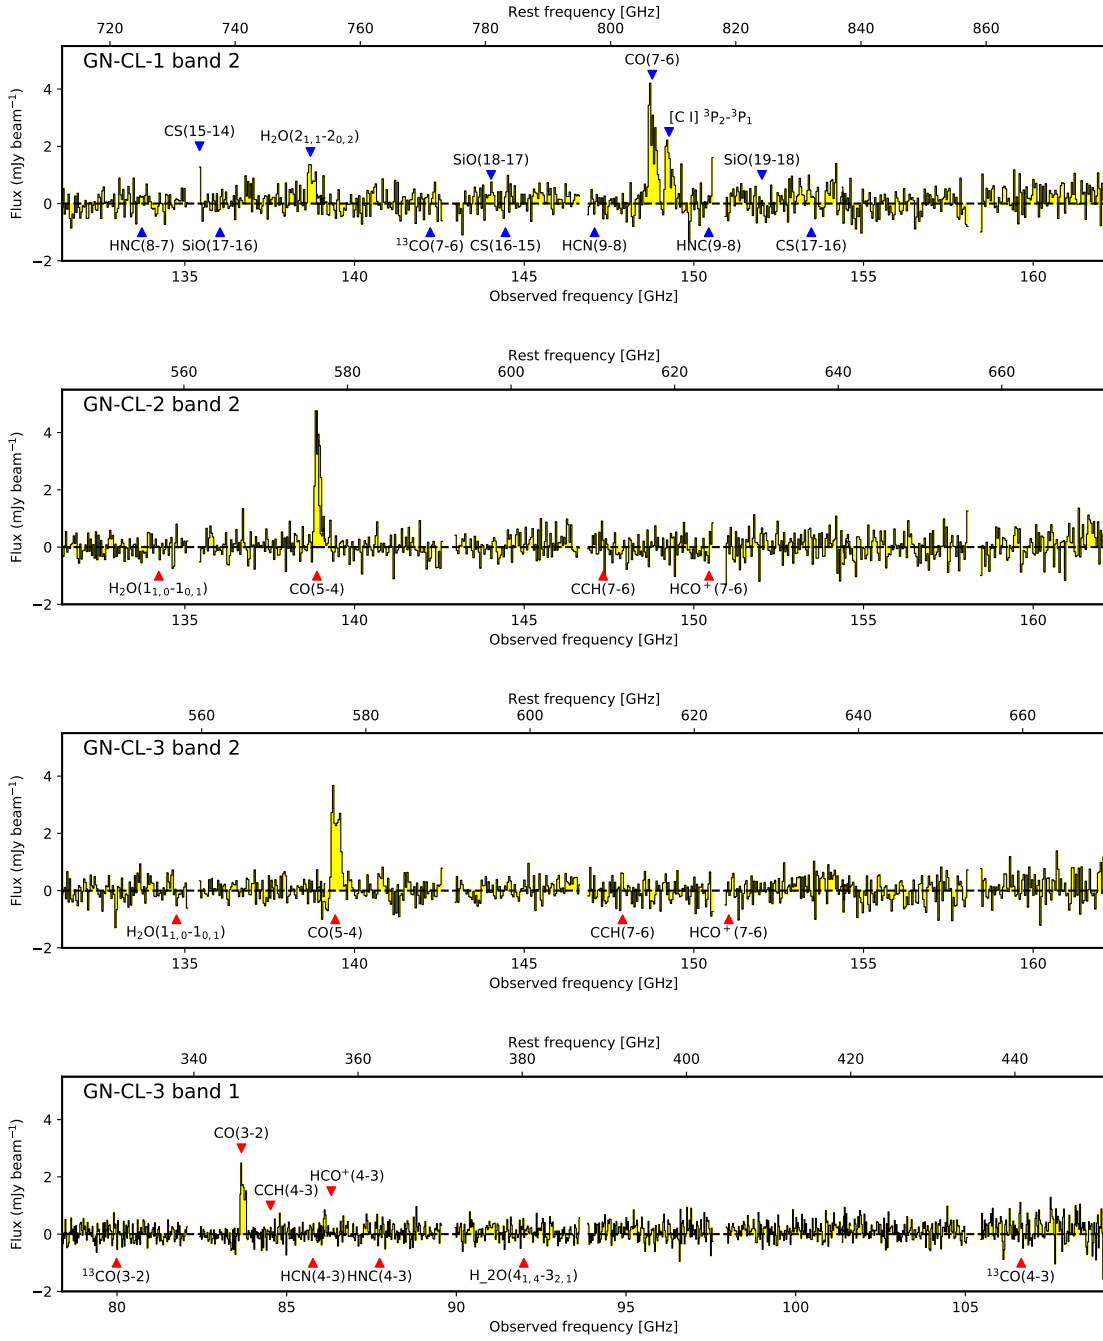 Rest frequency [GHz]
720 740 760 780 800 820 840 860
GN-CL-1 band 2
CO(7-6)
[C I] ³P₂-³P₁
CS(15-14)
H₂O(2₁,₁-2₀,₂)
SiO(18-17)
SiO(19-18)
Flux (mJy beam⁻¹)
4
2
0
−2
HNC(8-7) SiO(17-16) ¹³CO(7-6) CS(16-15) HCN(9-8) HNC(9-8) CS(17-16)
135 140 145 150 155 160
Observed frequency [GHz]
Rest frequency [GHz]
560 580 600 620 640 660
GN-CL-2 band 2
Flux (mJy beam⁻¹)
4
2
0
−2
H₂O(1₁,₀-1₀,₁) CO(5-4) CCH(7-6) HCO⁺(7-6)
135 140 145 150 155 160
Observed frequency [GHz]
Rest frequency [GHz]
560 580 600 620 640 660
GN-CL-3 band 2
Flux (mJy beam⁻¹)
4
2
0
−2
H₂O(1₁,₀-1₀,₁) CO(5-4) CCH(7-6) HCO⁺(7-6)
135 140 145 150 155 160
Observed frequency [GHz]
Rest frequency [GHz]
340 360 380 400 420 440
GN-CL-3 band 1
CO(3-2)
HCO⁺(4-3)
CCH(4-3)
Flux (mJy beam⁻¹)
4
2
0
−2
¹³CO(3-2) HCN(4-3) HNC(4-3) H_2O(4₁,₄-3₂,₁) ¹³CO(4-3)
80 85 90 95 100 105
Observed frequency [GHz]